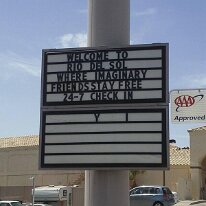 WELCOME TO
RIO DEL SOL
WHERE IMAGINARY
FRIENDS STAY FREE
24-7 CHECK IN
Y I
AAA
Approved